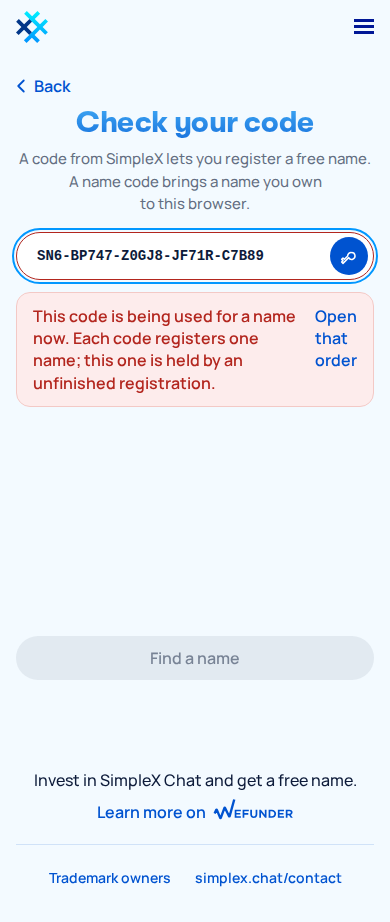 Back
Check your code
A code from SimpleX lets you register a free name.
A name code brings a name you own
to this browser.
SN6-BP747-Z0GJ8-JF71R-C7B89
This code is being used for a name
now. Each code registers one
name; this one is held by an
unfinished registration.
Open
that
order
Find a name
Invest in SimpleX Chat and get a free name.
Learn more on WEFUNDER
Trademark owners simplex.chat/contact